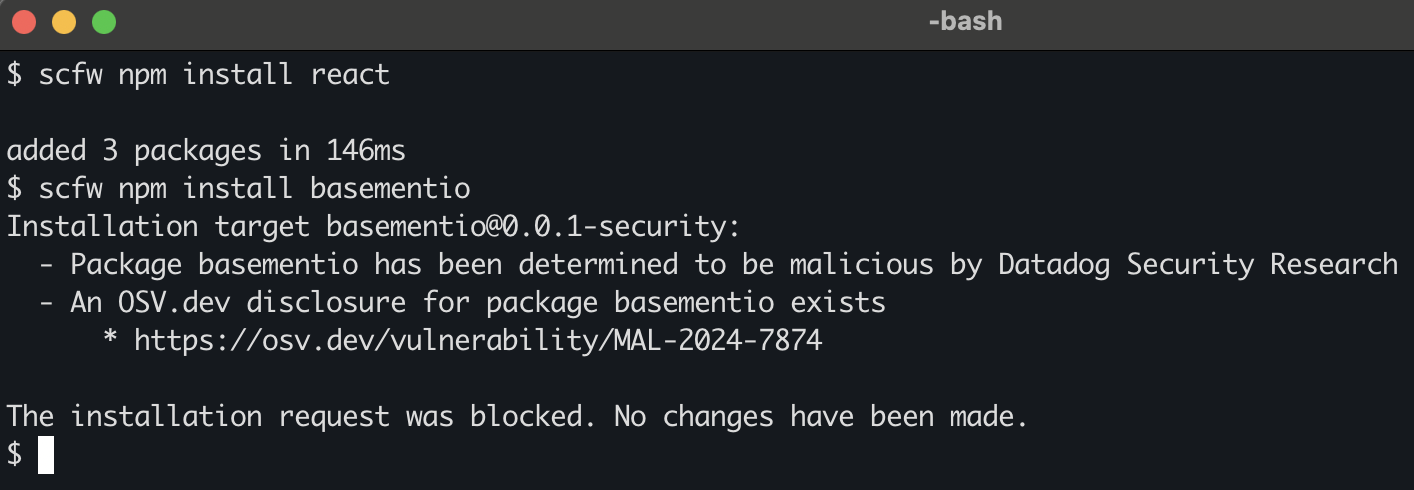 -bash
$ scfw npm install react
added 3 packages in 146ms
$ scfw npm install basementio
Installation target basementio@0.0.1-security:
  - Package basementio has been determined to be malicious by Datadog Security Research
  - An OSV.dev disclosure for package basementio exists
      * https://osv.dev/vulnerability/MAL-2024-7874
The installation request was blocked. No changes have been made.
$